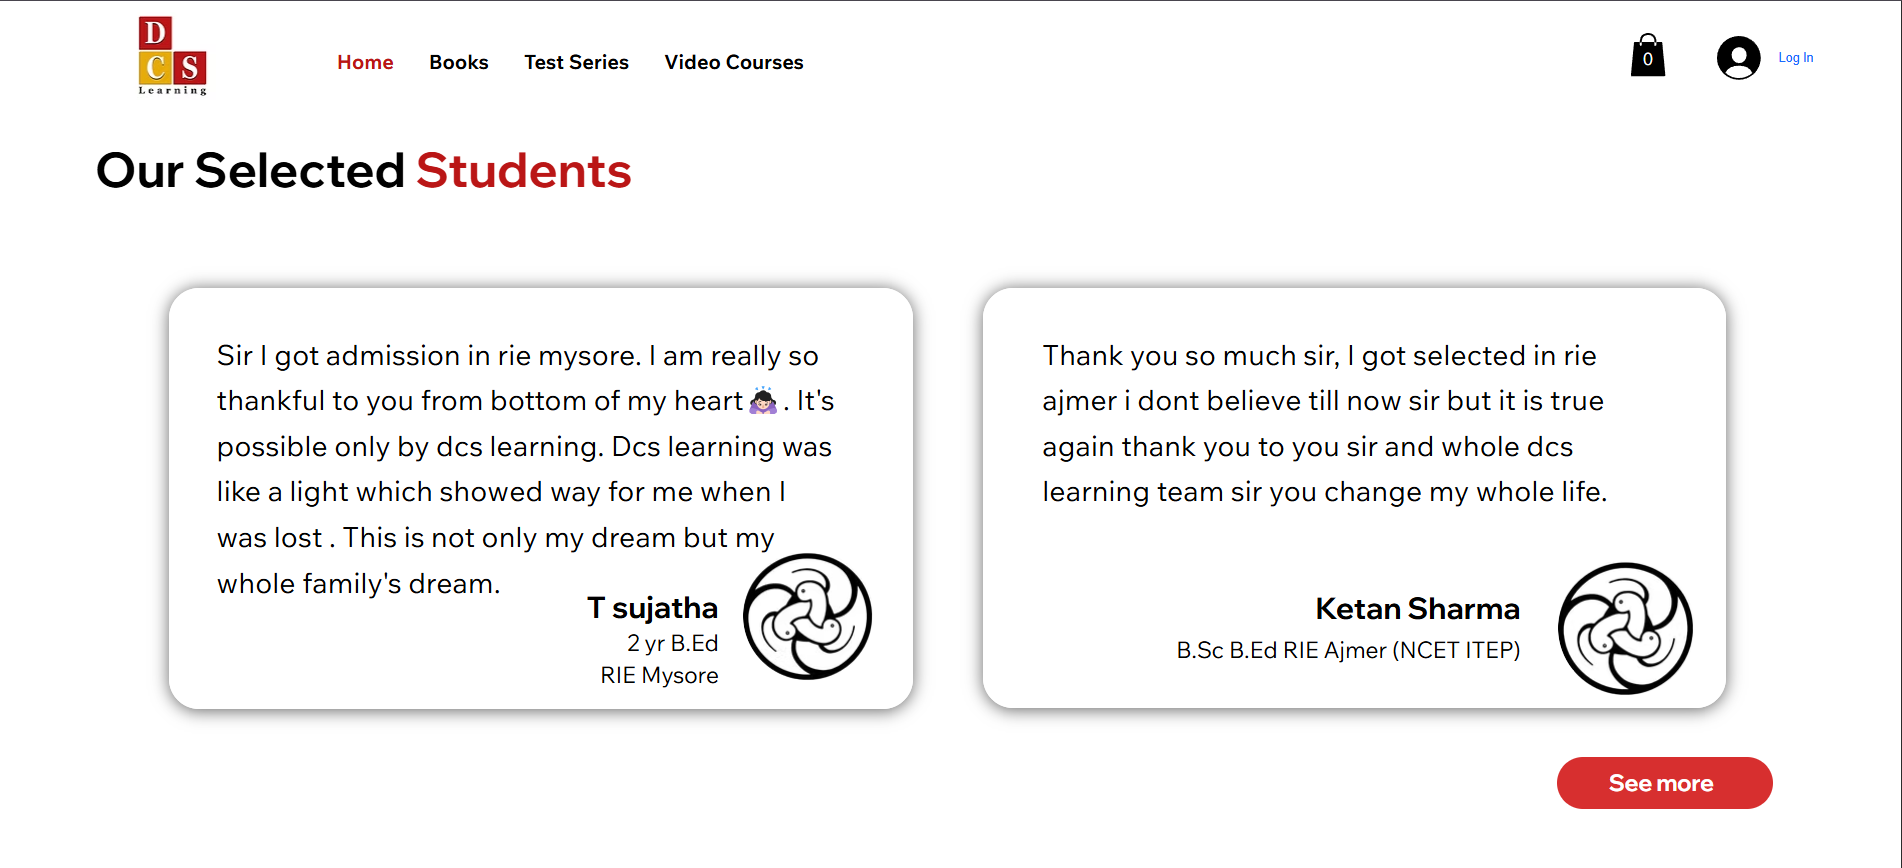 D
C S
Learning
Home Books Test Series Video Courses
0
Log In
Our Selected Students
Sir I got admission in rie mysore. I am really so
thankful to you from bottom of my heart🙇🏻‍♀️. It's
possible only by dcs learning. Dcs learning was
like a light which showed way for me when I
was lost . This is not only my dream but my
whole family's dream.
T sujatha
2 yr B.Ed
RIE Mysore
Thank you so much sir, I got selected in rie
ajmer i dont believe till now sir but it is true
again thank you to you sir and whole dcs
learning team sir you change my whole life.
Ketan Sharma
B.Sc B.Ed RIE Ajmer (NCET ITEP)
See more